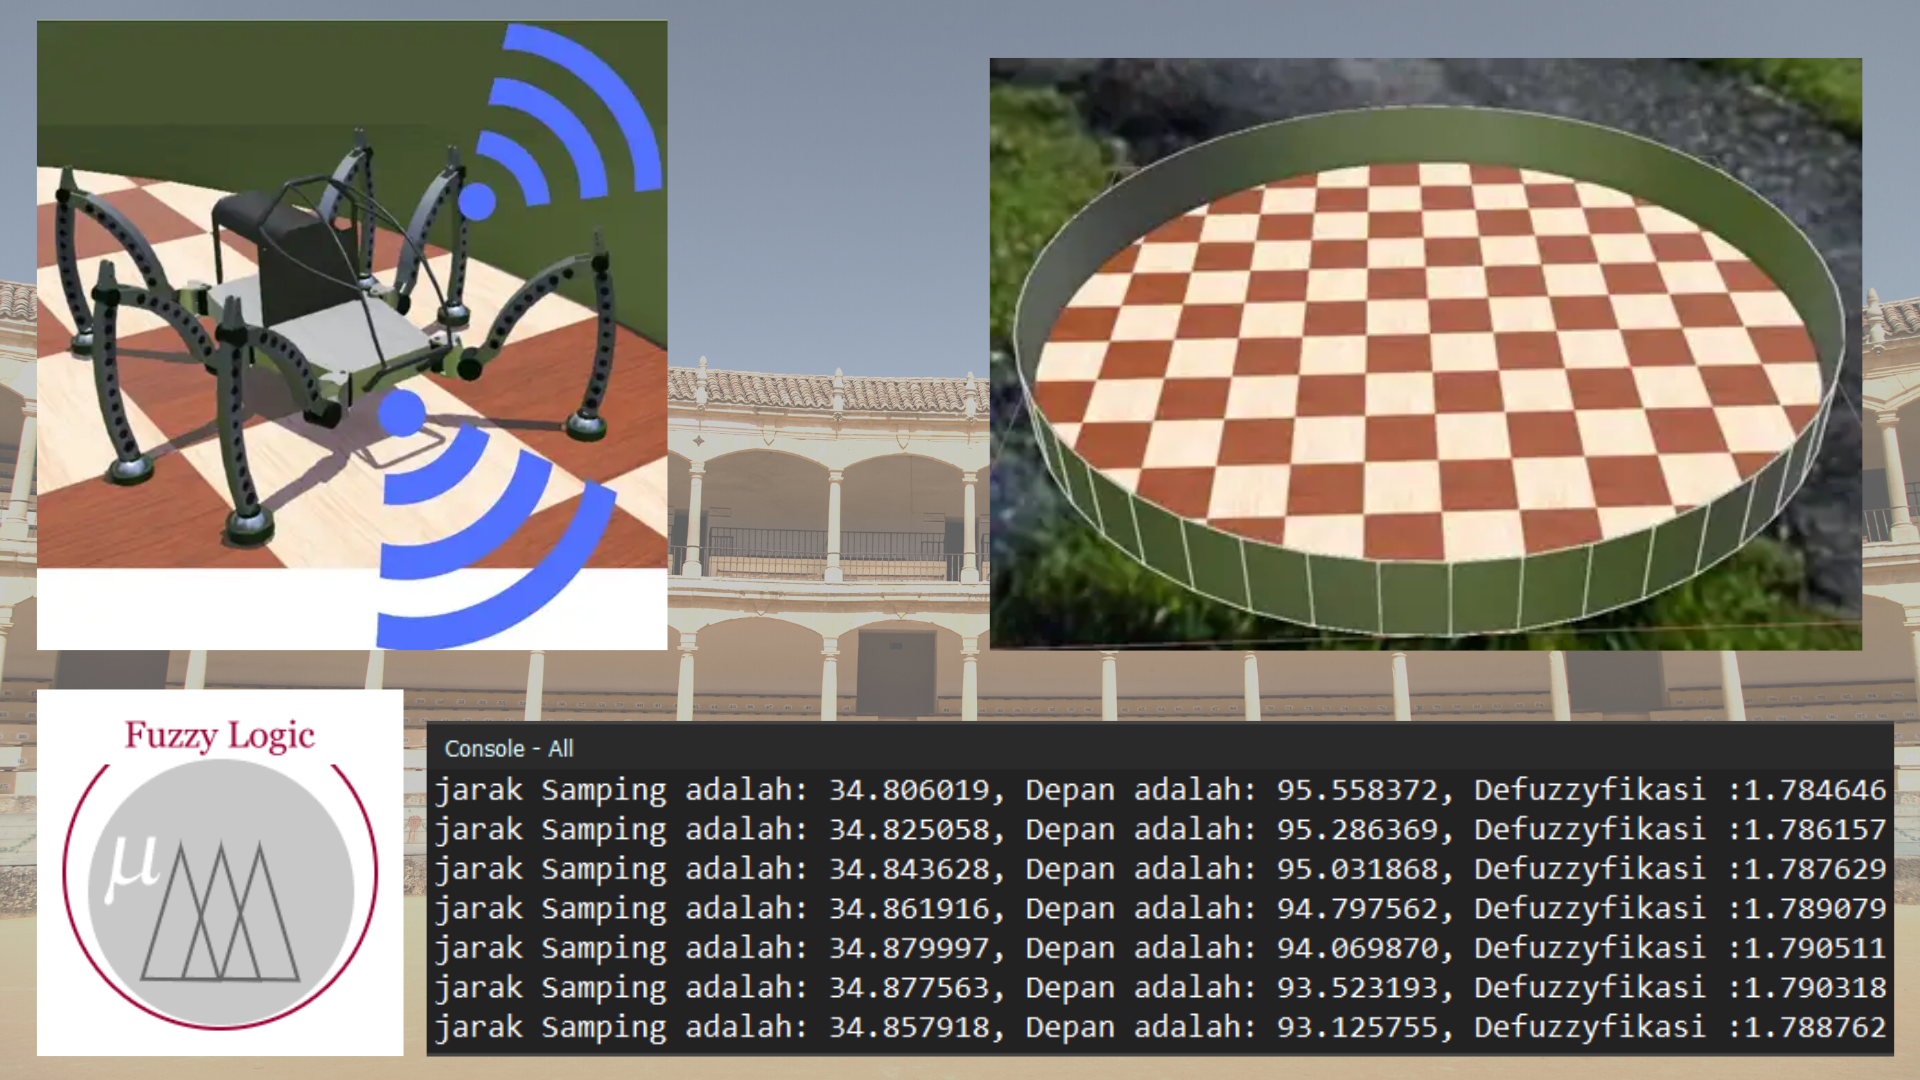 Fuzzy Logic
μ
Console - All
jarak Samping adalah: 34.806019, Depan adalah: 95.558372, Defuzzyfikasi :1.784646
jarak Samping adalah: 34.825058, Depan adalah: 95.286369, Defuzzyfikasi :1.786157
jarak Samping adalah: 34.843628, Depan adalah: 95.031868, Defuzzyfikasi :1.787629
jarak Samping adalah: 34.861916, Depan adalah: 94.797562, Defuzzyfikasi :1.789079
jarak Samping adalah: 34.879997, Depan adalah: 94.069870, Defuzzyfikasi :1.790511
jarak Samping adalah: 34.877563, Depan adalah: 93.523193, Defuzzyfikasi :1.790318
jarak Samping adalah: 34.857918, Depan adalah: 93.125755, Defuzzyfikasi :1.788762